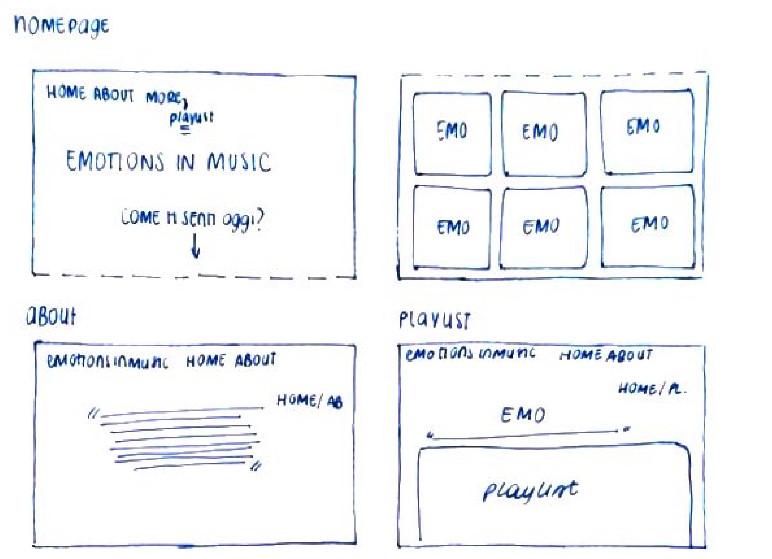 HOMEPAGE
HOME ABOUT MORE
playlist
EMOTIONS IN MUSIC
COME TI SENTI oggi?
EMO EMO EMO
EMO EMO EMO
ABOUT
emotionsinmusic HOME ABOUT
HOME/AB
PLAYLIST
emotionsinmusic HOME ABOUT
HOME/PL.
EMO
playlist